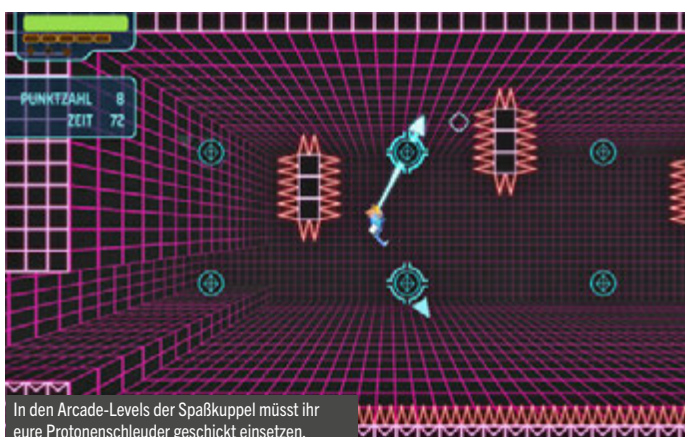 PUNKTZAHL 8
ZEIT 72
In den Arcade-Levels der Spaßkuppel müsst ihr
eure Protonenschleuder geschickt einsetzen.